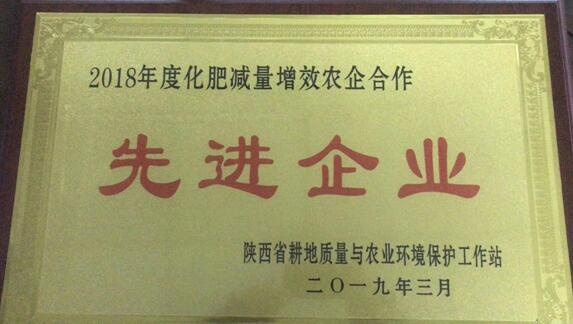 2018年度化肥减量增效农企合作
先进企业
陕西省耕地质量与农业环境保护工作站
二〇一九年三月